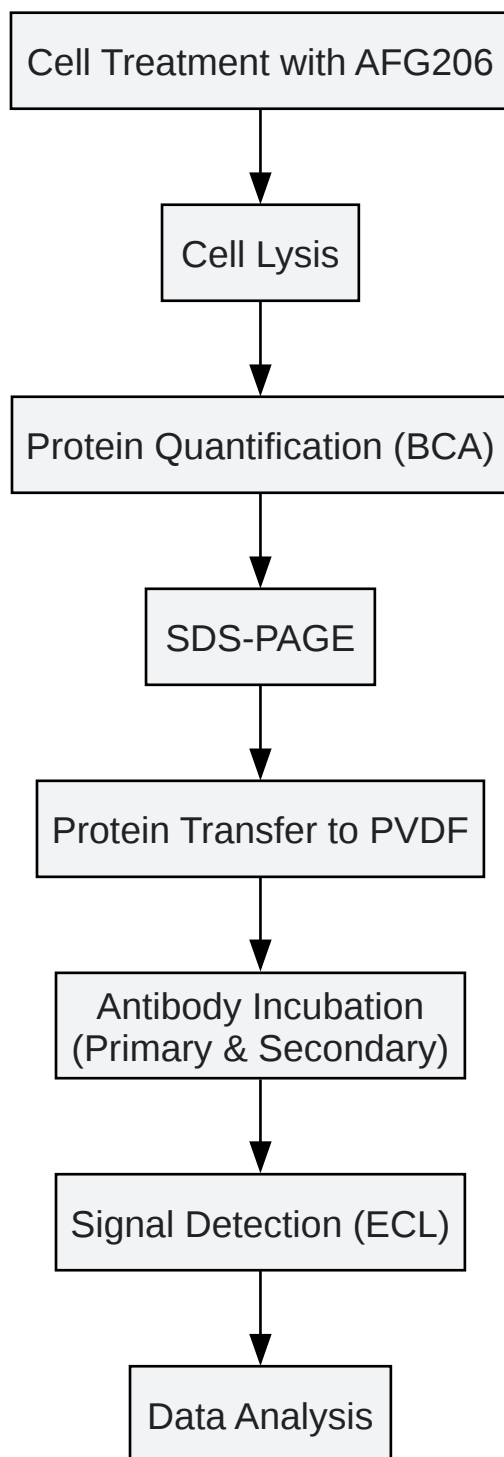 Cell Treatment with AFG206
Cell Lysis
Protein Quantification (BCA)
SDS-PAGE
Protein Transfer to PVDF
Antibody Incubation
(Primary & Secondary)
Signal Detection (ECL)
Data Analysis